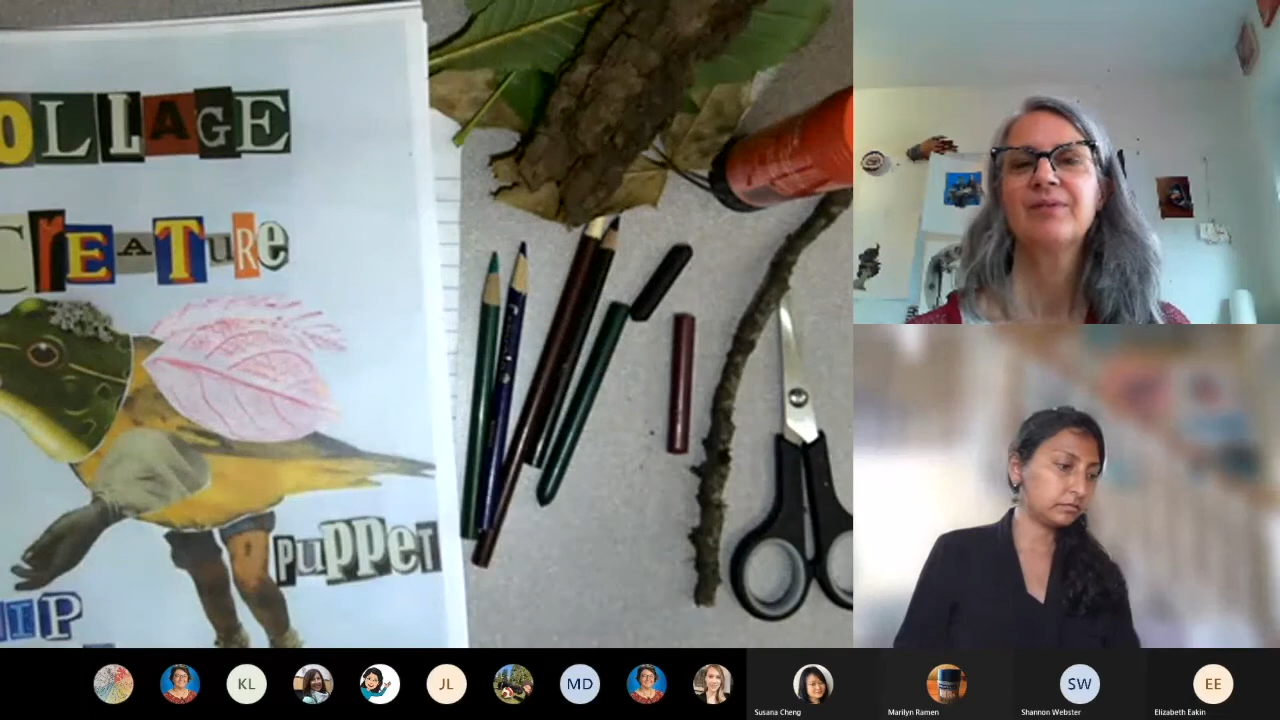 OLLAGE
CREATURE
PUPPET
IP
KL
JL
MD
SW
EE
Susana Cheng
Marilyn Ramen
Shannon Webster
Elizabeth Eakin